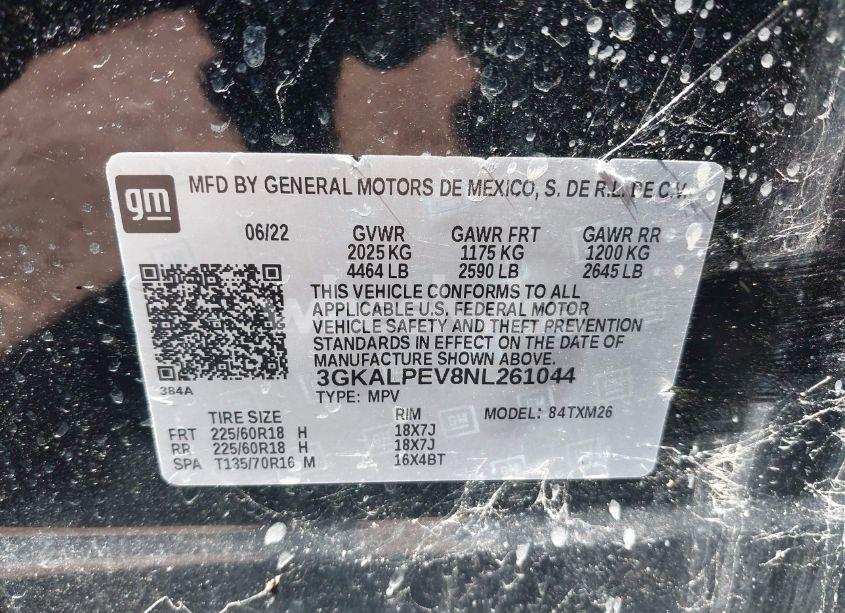 gm
MFD BY GENERAL MOTORS DE MEXICO, S. DE R.L. DE C.V.
06/22 GVWR GAWR FRT GAWR RR
2025 KG 1175 KG 1200 KG
4464 LB 2590 LB 2645 LB
THIS VEHICLE CONFORMS TO ALL
APPLICABLE U.S. FEDERAL MOTOR
VEHICLE SAFETY AND THEFT PREVENTION
STANDARDS IN EFFECT ON THE DATE OF
MANUFACTURE SHOWN ABOVE.
384A 3GKALPEV8NL261044
TYPE: MPV
TIRE SIZE RIM MODEL: 84TXM26
FRT 225/60R18 H 18X7J
RR 225/60R18 H 18X7J
SPA T135/70R16 M 16X4BT